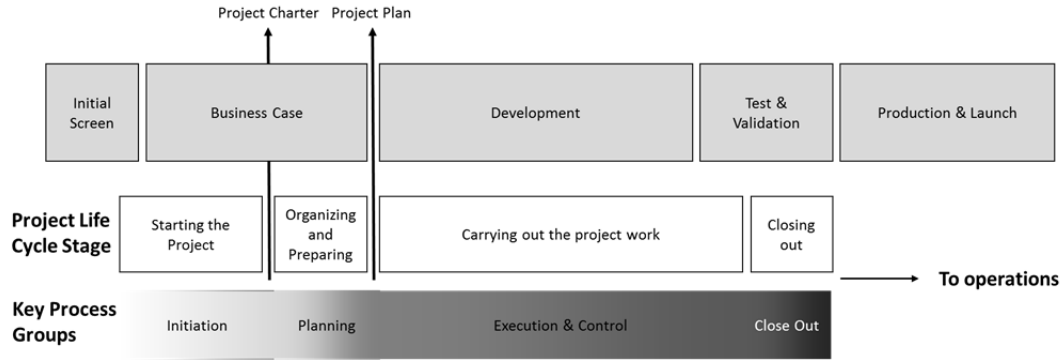 Project Charter
Project Plan
Initial
Screen
Business Case
Development
Test &
Validation
Production & Launch
Project Life
Cycle Stage
Starting the
Project
Organizing
and
Preparing
Carrying out the project work
Closing
out
To operations
Key Process
Groups
Initiation
Planning
Execution & Control
Close Out